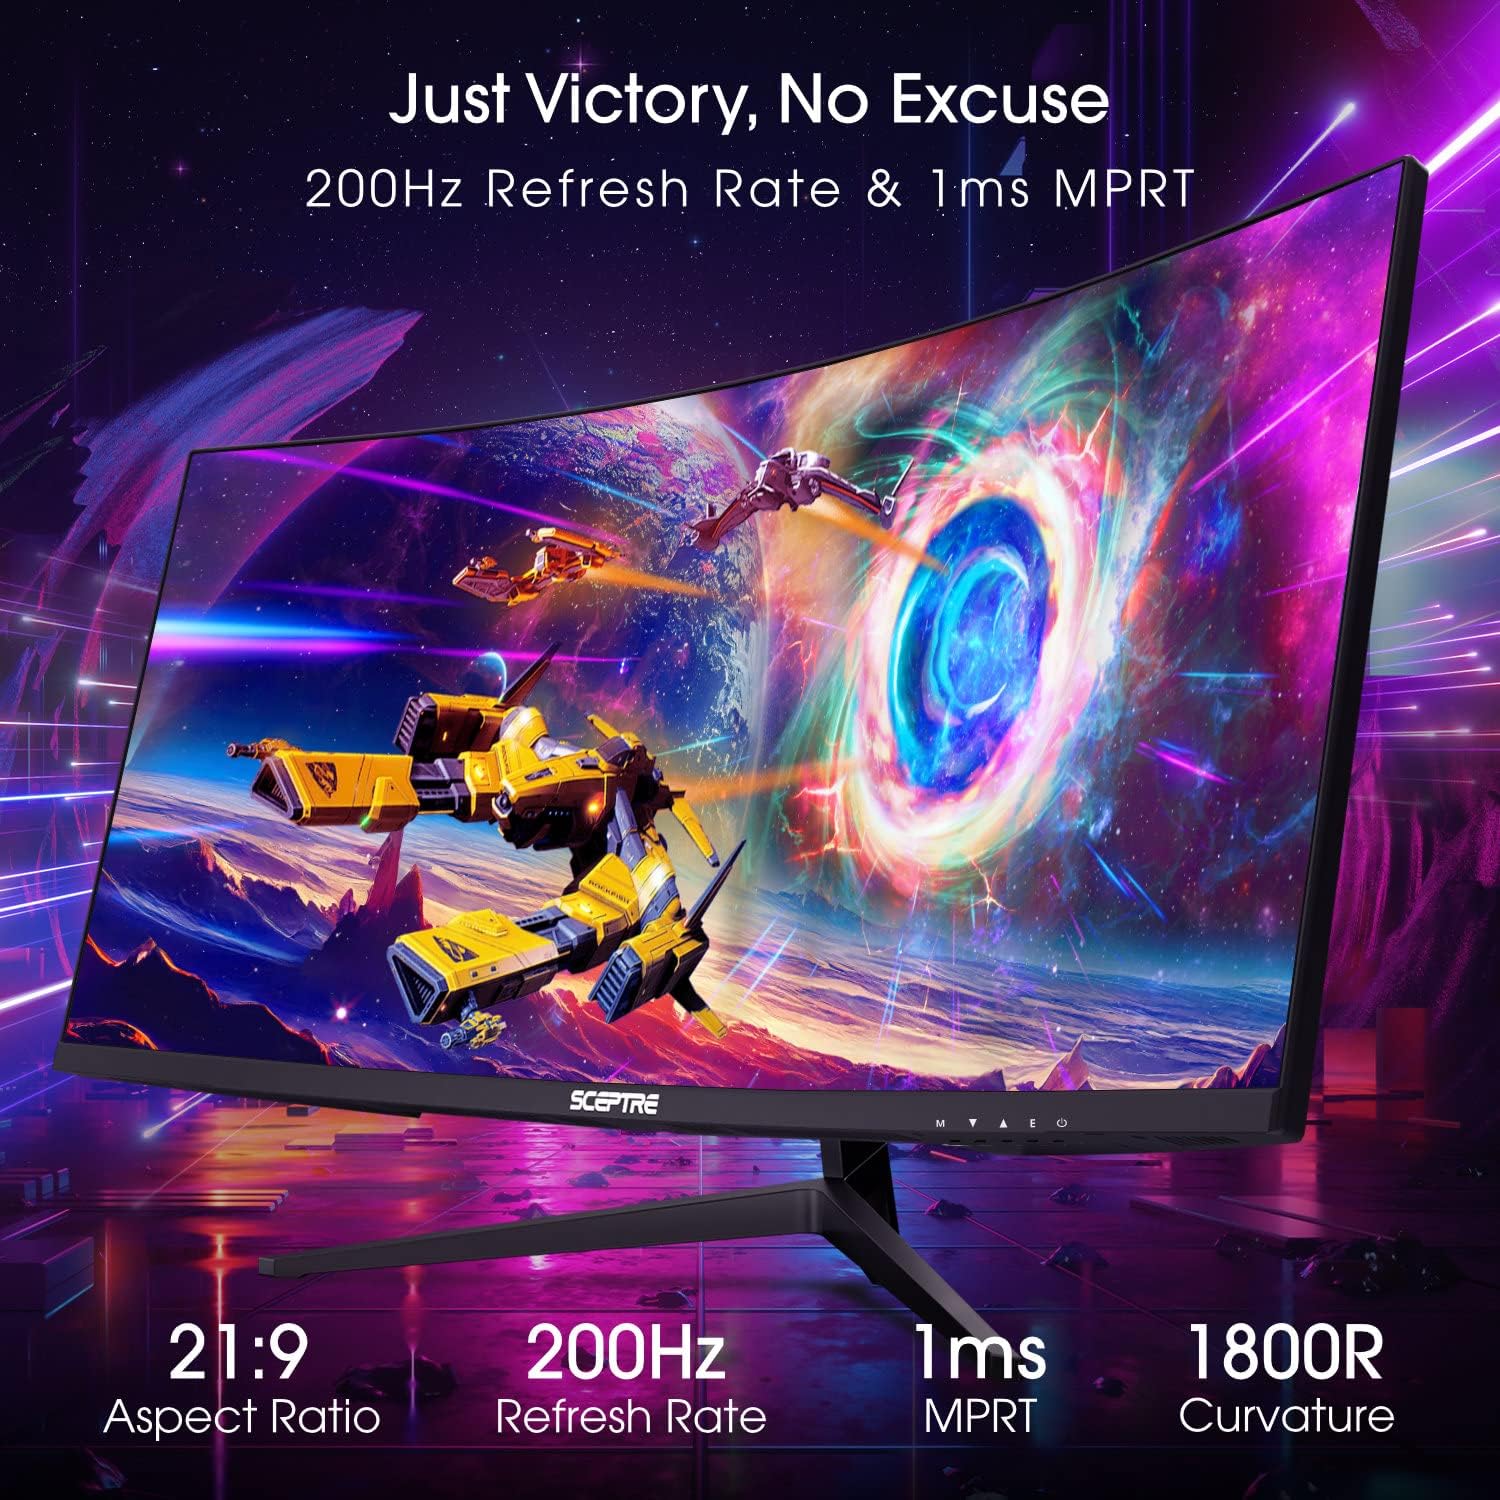 Just Victory, No Excuse
200Hz Refresh Rate & 1ms MPRT
ROCKFISH
SCEPTRE
M ▼ ▲ E ⏻
21:9
Aspect Ratio
200Hz
Refresh Rate
1ms
MPRT
1800R
Curvature